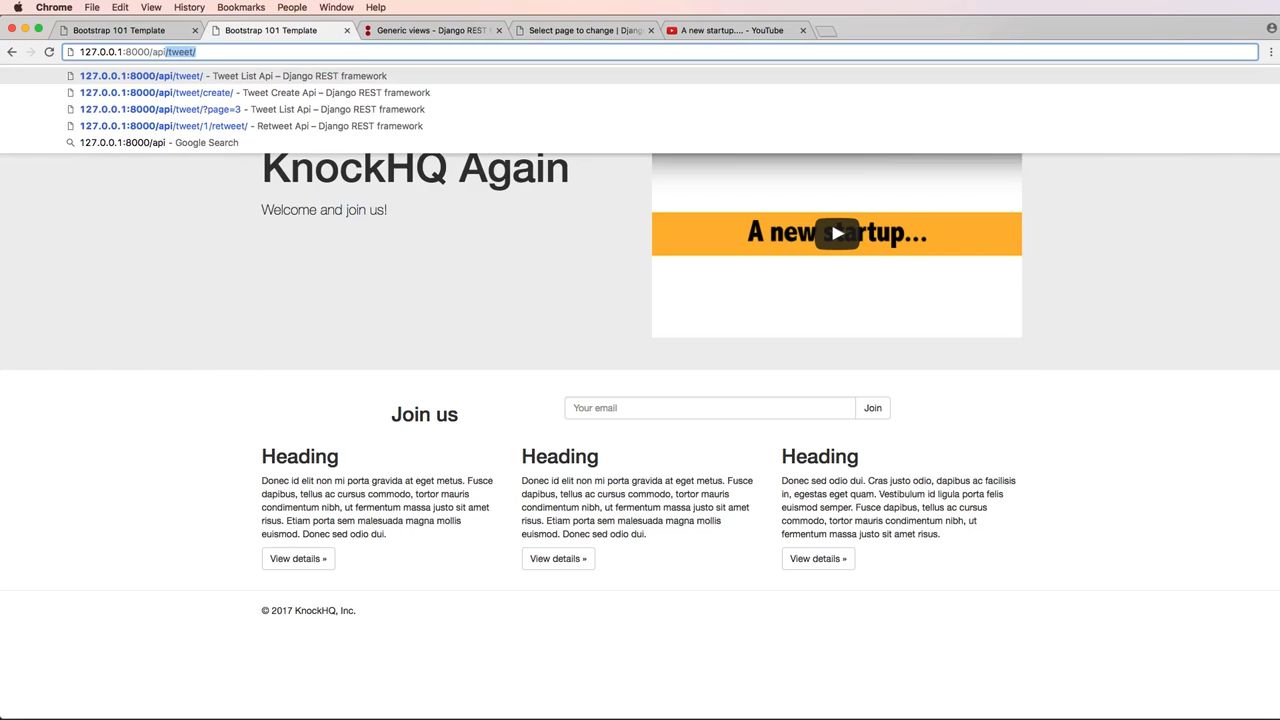 Chrome File Edit View History Bookmarks People Window Help
Bootstrap 101 Template Bootstrap 101 Template Generic views - Django REST Select page to change | Djang A new startup.... - YouTube
127.0.0.1:8000/api/tweet/
127.0.0.1:8000/api/tweet/ - Tweet List Api – Django REST framework
127.0.0.1:8000/api/tweet/create/ - Tweet Create Api – Django REST framework
127.0.0.1:8000/api/tweet/?page=3 - Tweet List Api – Django REST framework
127.0.0.1:8000/api/tweet/1/retweet/ - Retweet Api – Django REST framework
127.0.0.1:8000/api - Google Search
KnockHQ Again
Welcome and join us!
A new startup...
Join us
Your email
Join
Heading
Donec id elit non mi porta gravida at eget metus. Fusce
dapibus, tellus ac cursus commodo, tortor mauris
condimentum nibh, ut fermentum massa justo sit amet
risus. Etiam porta sem malesuada magna mollis
euismod. Donec sed odio dui.
View details »
Heading
Donec id elit non mi porta gravida at eget metus. Fusce
dapibus, tellus ac cursus commodo, tortor mauris
condimentum nibh, ut fermentum massa justo sit amet
risus. Etiam porta sem malesuada magna mollis
euismod. Donec sed odio dui.
View details »
Heading
Donec sed odio dui. Cras justo odio, dapibus ac facilisis
in, egestas eget quam. Vestibulum id ligula porta felis
euismod semper. Fusce dapibus, tellus ac cursus
commodo, tortor mauris condimentum nibh, ut
fermentum massa justo sit amet risus.
View details »
© 2017 KnockHQ, Inc.